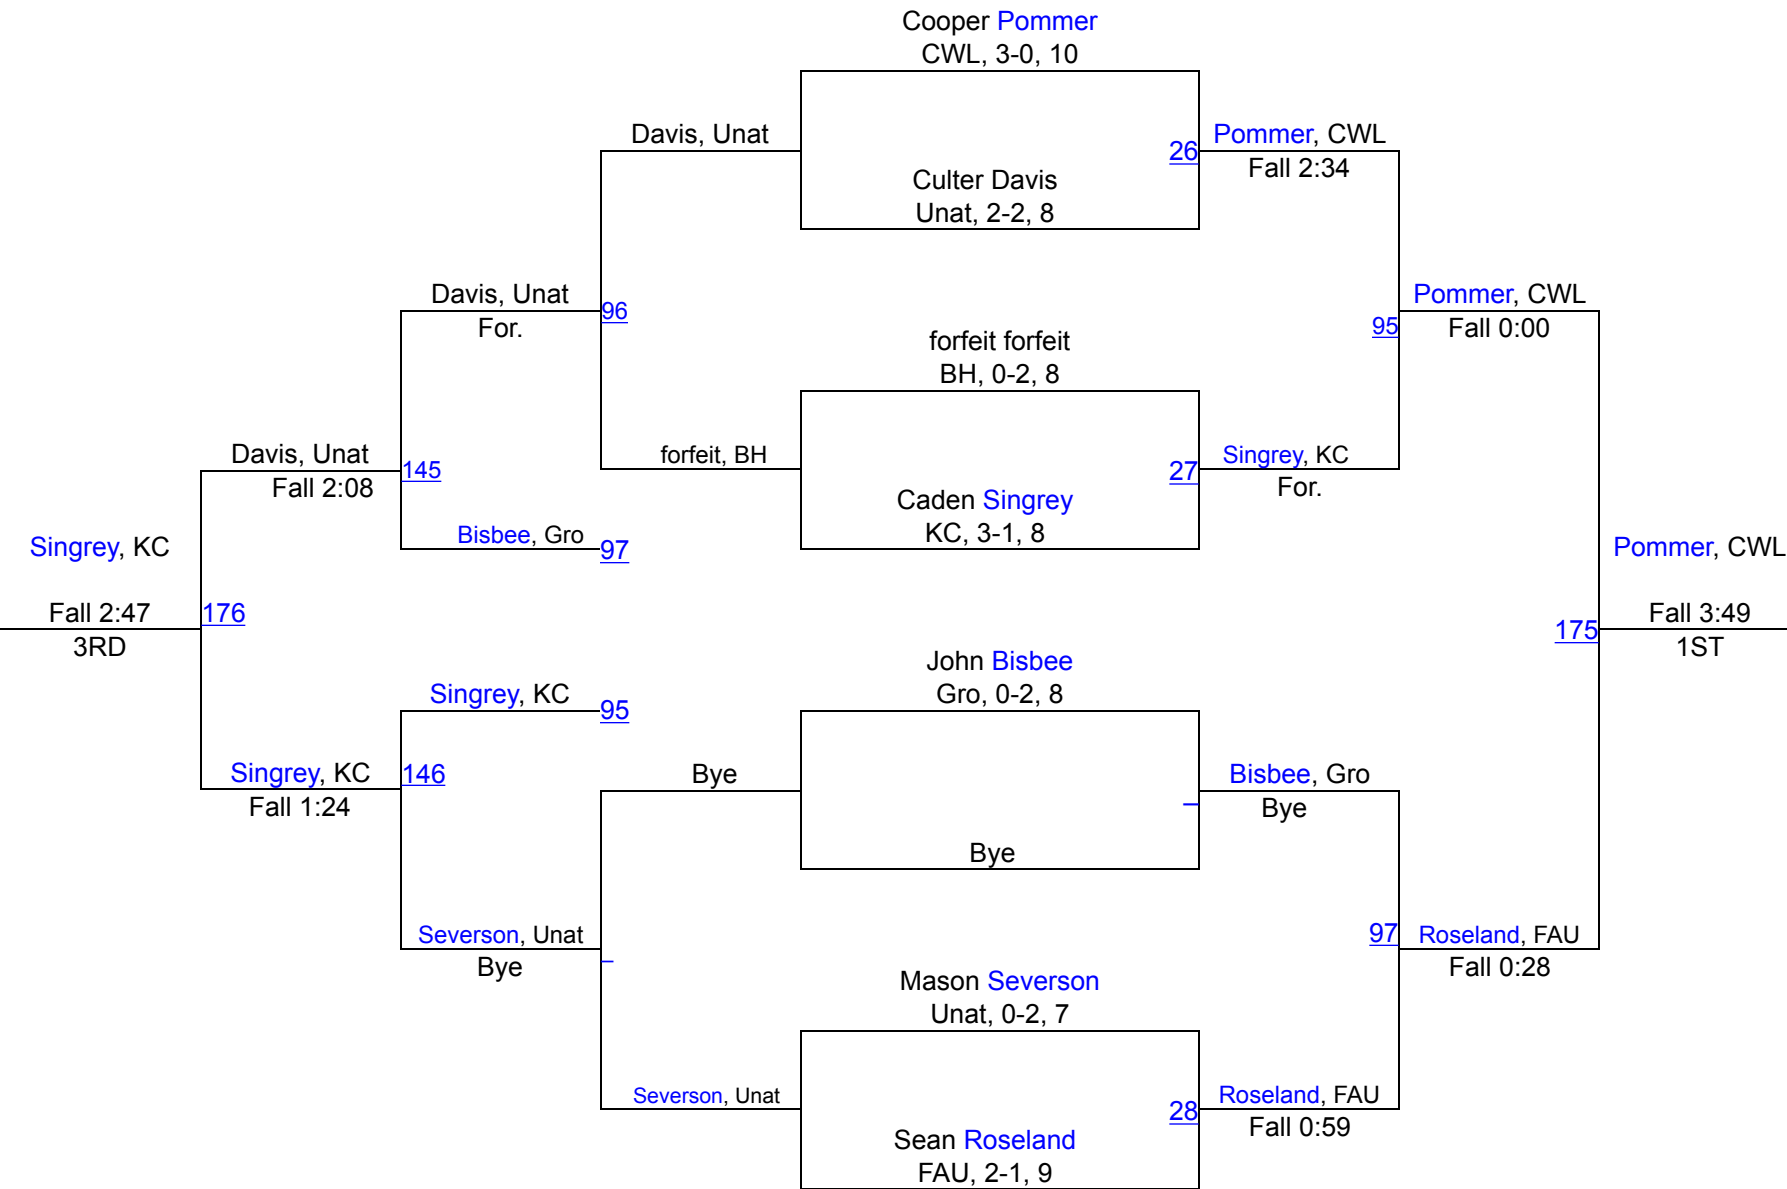 Cooper Pommer
CWL, 3-0, 10
Davis, Unat
26
Pommer, CWL
Fall 2:34
Culter Davis
Unat, 2-2, 8
Davis, Unat
For.
96
Pommer, CWL
Fall 0:00
95
forfeit forfeit
BH, 0-2, 8
Davis, Unat
Fall 2:08
145
forfeit, BH
27
Singrey, KC
For.
Caden Singrey
KC, 3-1, 8
Bisbee, Gro
97
Singrey, KC
Fall 2:47
3RD
176
Pommer, CWL
Fall 3:49
1ST
175
John Bisbee
Gro, 0-2, 8
Singrey, KC
95
Singrey, KC
Fall 1:24
146
Bye
Bisbee, Gro
Bye
Bye
Severson, Unat
Bye
97
Roseland, FAU
Fall 0:28
Mason Severson
Unat, 0-2, 7
Severson, Unat
28
Roseland, FAU
Fall 0:59
Sean Roseland
FAU, 2-1, 9